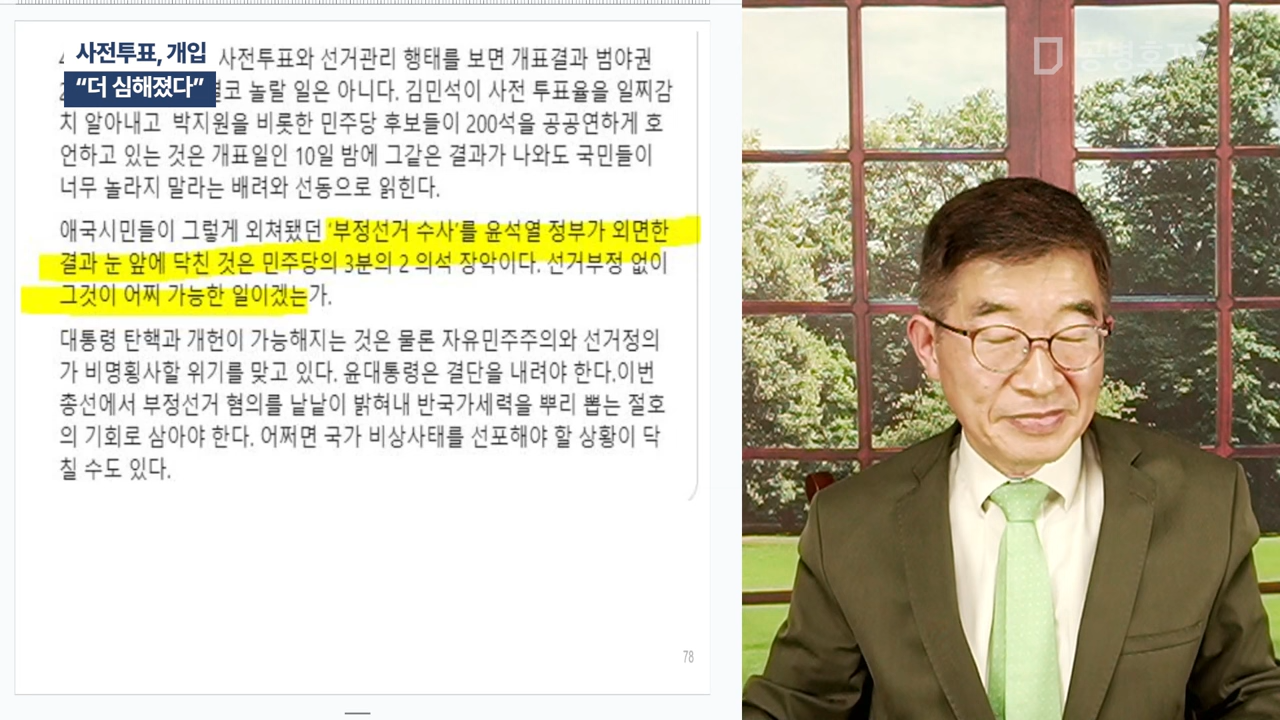 사전투표, 개입
“더 심해졌다”
사전투표와 선거관리 행태를 보면 개표결과 범야권
놀랄 일은 아니다. 김민석이 사전 투표율을 일찌감
치 알아내고 박지원을 비롯한 민주당 후보들이 200석을 공공연하게 호
언하고 있는 것은 개표일인 10일 밤에 그같은 결과가 나와도 국민들이
너무 놀라지 말라는 배려와 선동으로 읽힌다.
애국시민들이 그렇게 외쳐됐던 ‘부정선거 수사’를 윤석열 정부가 외면한
결과 눈 앞에 닥친 것은 민주당의 3분의 2 의석 장악이다. 선거부정 없이
그것이 어찌 가능한 일이겠는가.
대통령 탄핵과 개헌이 가능해지는 것은 물론 자유민주주의와 선거정의
가 비명횡사할 위기를 맞고 있다. 윤대통령은 결단을 내려야 한다.이번
총선에서 부정선거 혐의를 낱낱이 밝혀내 반국가세력을 뿌리 뽑는 절호
의 기회로 삼아야 한다. 어쩌면 국가 비상사태를 선포해야 할 상황이 닥
칠 수도 있다.
78
공병호TV